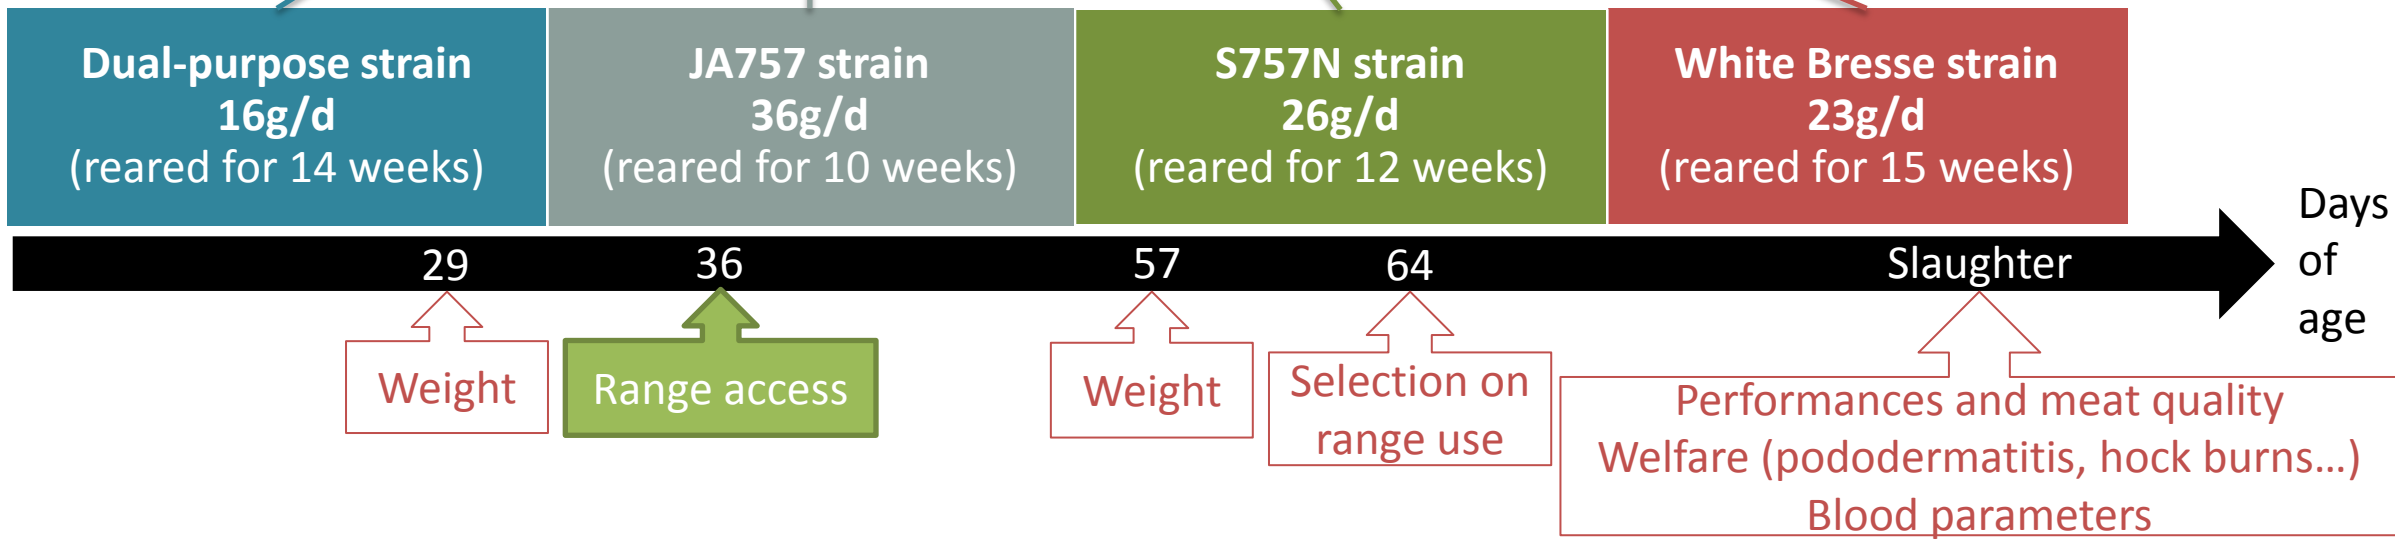 Dual-purpose strain
16g/d
(reared for 14 weeks)
JA757 strain
36g/d
(reared for 10 weeks)
S757N strain
26g/d
(reared for 12 weeks)
White Bresse strain
23g/d
(reared for 15 weeks)
29
36
57
64
Slaughter
Days
of
age
Weight
Range access
Weight
Selection on
range use
Performances and meat quality
Welfare (pododermatitis, hock burns...)
Blood parameters